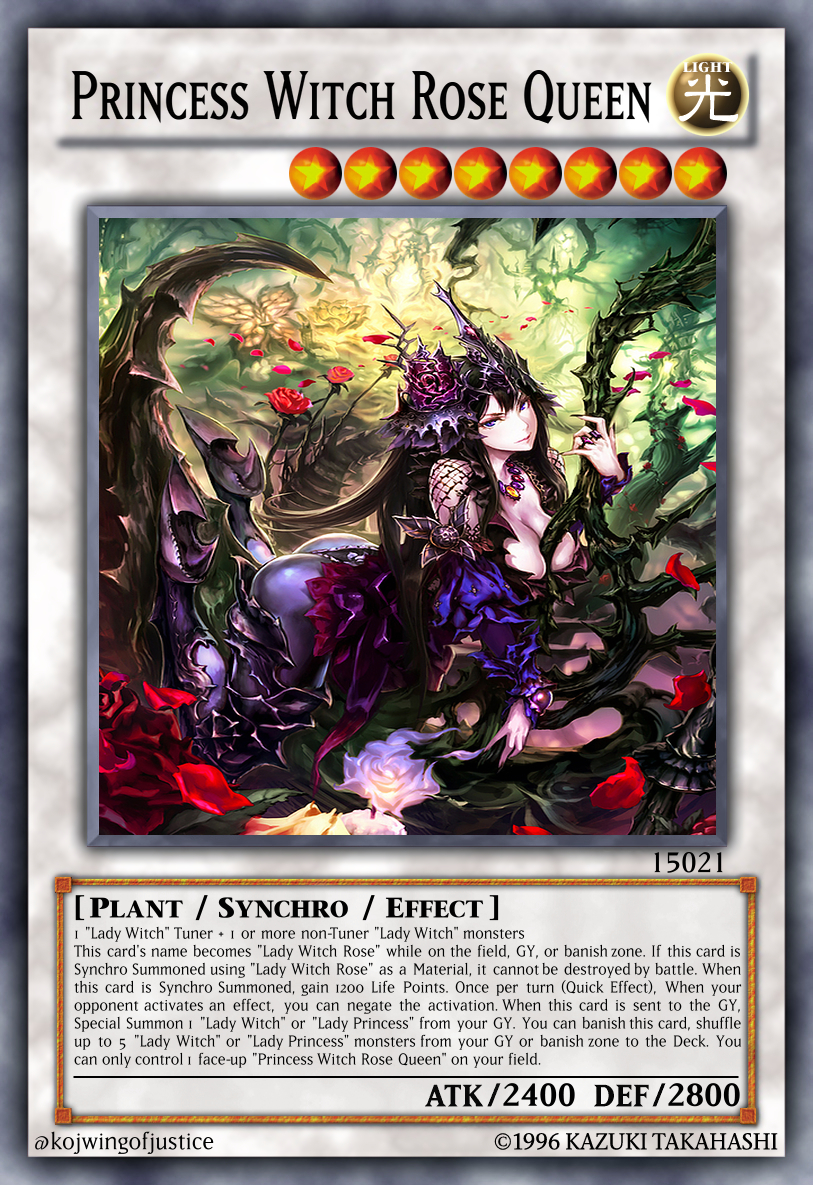 PRINCESS WITCH ROSE QUEEN
LIGHT
光
15021
[ PLANT / SYNCHRO / EFFECT ]
1 "Lady Witch" Tuner + 1 or more non-Tuner "Lady Witch" monsters
This card's name becomes "Lady Witch Rose" while on the field, GY, or banish zone. If this card is
Synchro Summoned using "Lady Witch Rose" as a Material, it cannot be destroyed by battle. When
this card is Synchro Summoned, gain 1200 Life Points. Once per turn (Quick Effect), When your
opponent activates an effect, you can negate the activation. When this card is sent to the GY,
Special Summon 1 "Lady Witch" or "Lady Princess" from your GY. You can banish this card, shuffle
up to 5 "Lady Witch" or "Lady Princess" monsters from your GY or banish zone to the Deck. You
can only control 1 face-up "Princess Witch Rose Queen" on your field.
ATK/2400 DEF/2800
@kojwingofjustice
©1996 KAZUKI TAKAHASHI